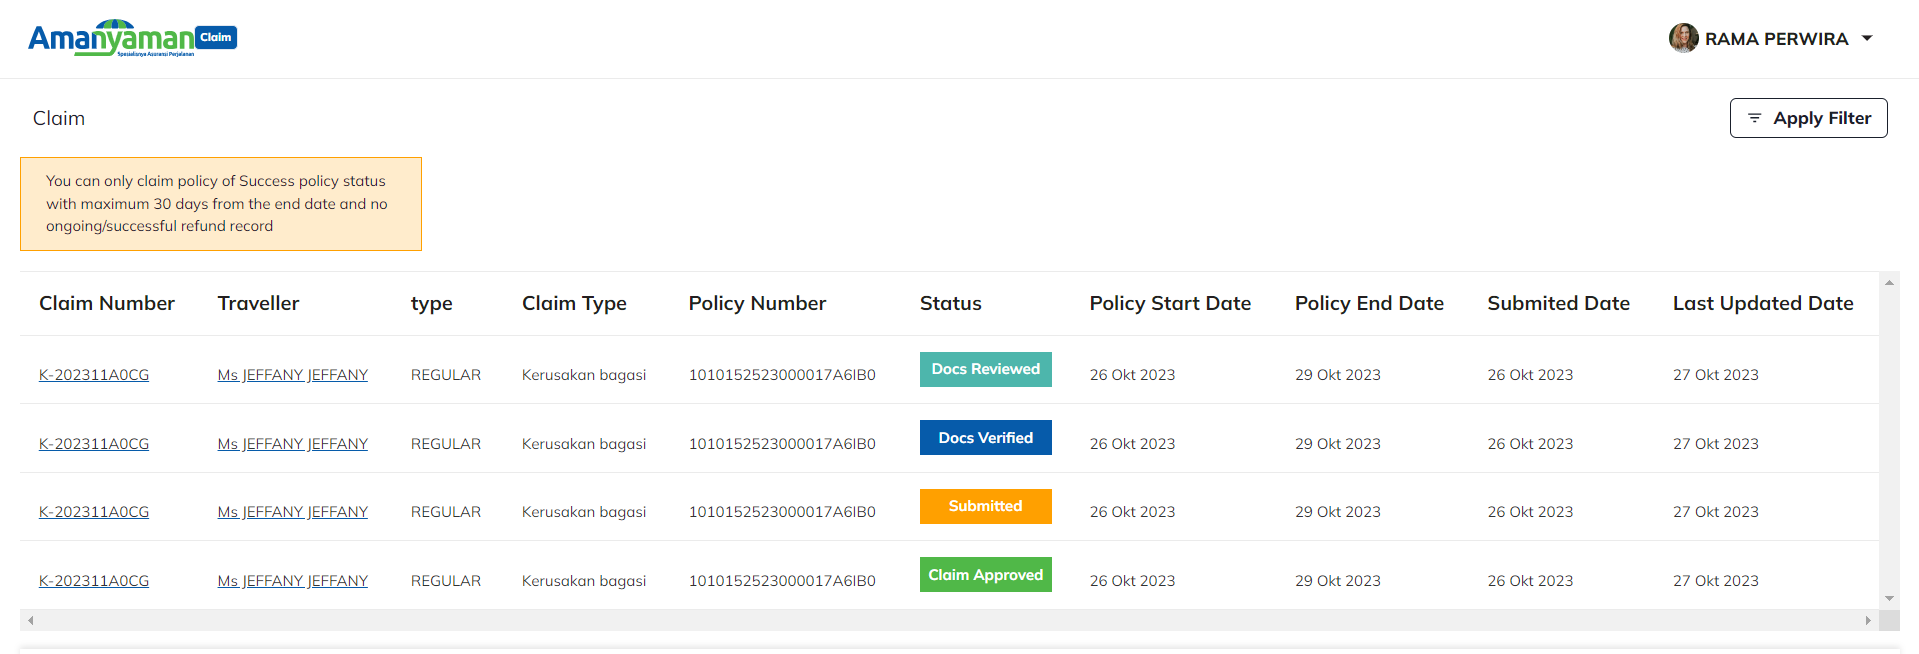 Amanyaman Claim
Spesialisnya Asuransi Perjalanan
RAMA PERWIRA
Claim
Apply Filter
You can only claim policy of Success policy status
with maximum 30 days from the end date and no
ongoing/successful refund record
Claim Number Traveller type Claim Type Policy Number Status Policy Start Date Policy End Date Submited Date Last Updated Date
K-202311A0CG Ms JEFFANY JEFFANY REGULAR Kerusakan bagasi 1010152523000017A6IB0 Docs Reviewed 26 Okt 2023 29 Okt 2023 26 Okt 2023 27 Okt 2023
K-202311A0CG Ms JEFFANY JEFFANY REGULAR Kerusakan bagasi 1010152523000017A6IB0 Docs Verified 26 Okt 2023 29 Okt 2023 26 Okt 2023 27 Okt 2023
K-202311A0CG Ms JEFFANY JEFFANY REGULAR Kerusakan bagasi 1010152523000017A6IB0 Submitted 26 Okt 2023 29 Okt 2023 26 Okt 2023 27 Okt 2023
K-202311A0CG Ms JEFFANY JEFFANY REGULAR Kerusakan bagasi 1010152523000017A6IB0 Claim Approved 26 Okt 2023 29 Okt 2023 26 Okt 2023 27 Okt 2023